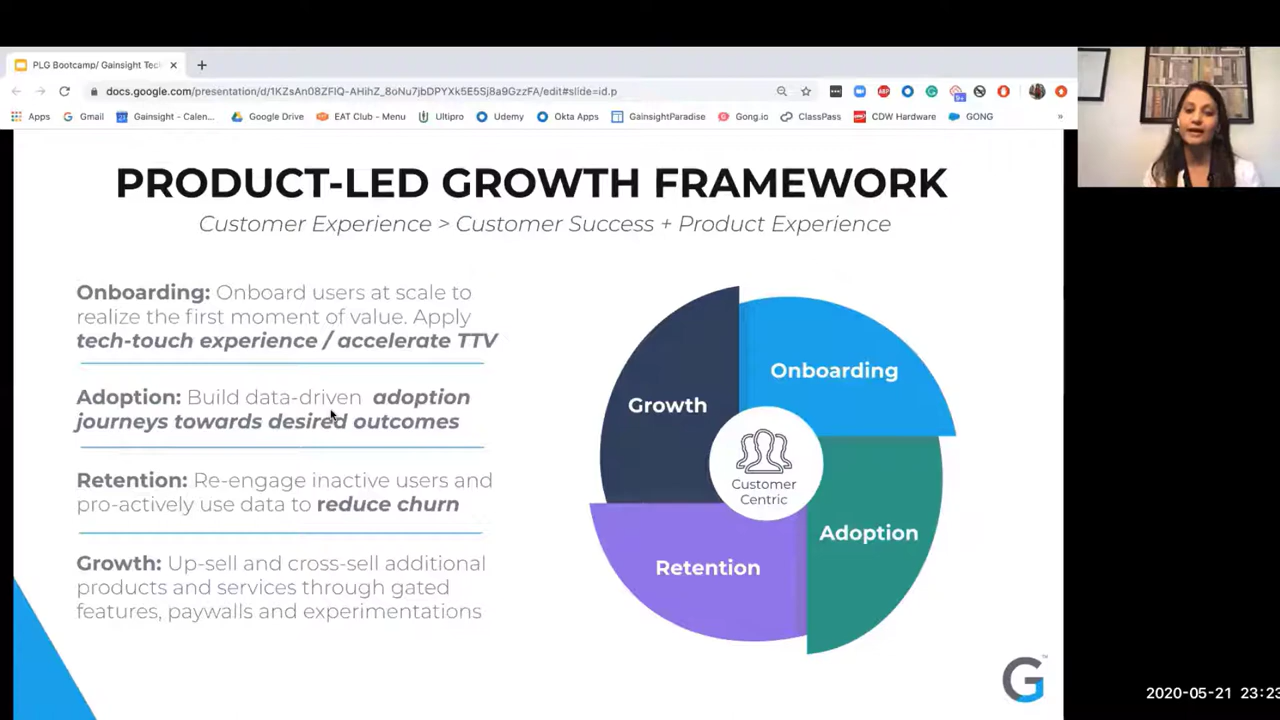 PLG Bootcamp/ Gainsight Tec
docs.google.com/presentation/d/1KZsAn08ZFIQ-AHihZ_8oNu7jbDPYXk5E5Sj8a9GzzFA/edit#slide=id.p
9+
Apps
Gmail
Gainsight - Calen...
Google Drive
EAT Club - Menu
Ultipro
Udemy
Okta Apps
GainsightParadise
Gong.io
ClassPass
CDW Hardware
GONG
»
PRODUCT-LED GROWTH FRAMEWORK
Customer Experience > Customer Success + Product Experience
Onboarding: Onboard users at scale to
realize the first moment of value. Apply
tech-touch experience / accelerate TTV
Adoption: Build data-driven adoption
journeys towards desired outcomes
Retention: Re-engage inactive users and
pro-actively use data to reduce churn
Growth: Up-sell and cross-sell additional
products and services through gated
features, paywalls and experimentations
Onboarding
Growth
Customer
Centric
Adoption
Retention
G
TM
2020-05-21 23:23